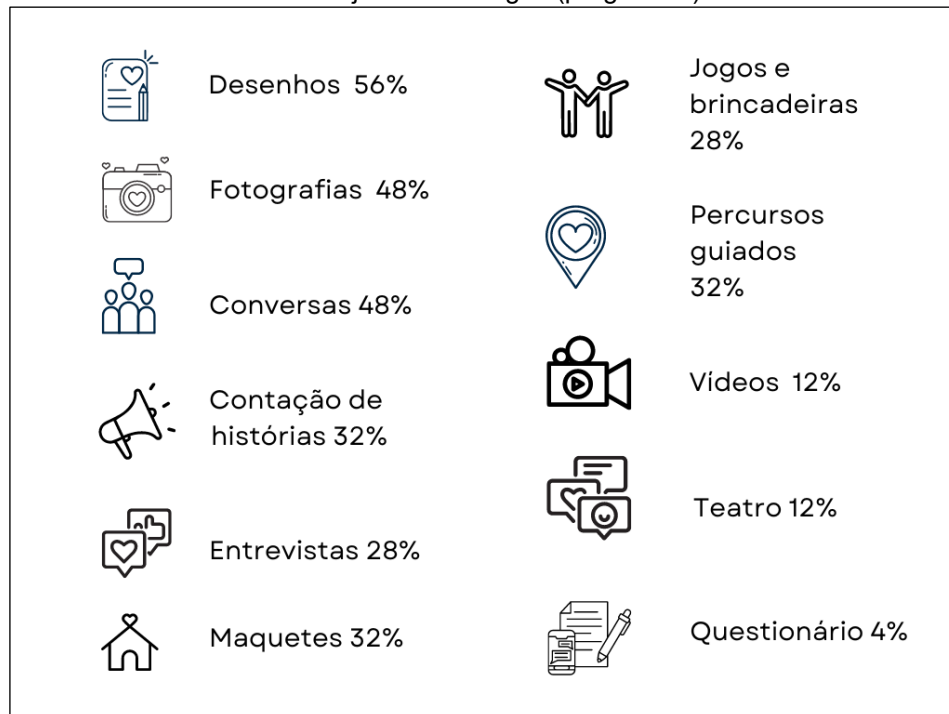 Desenhos 56%
Fotografias 48%
Conversas 48%
Contação de
histórias 32%
Entrevistas 28%
Maquetes 32%
Jogos e
brincadeiras
28%
Percursos
guiados
32%
Vídeos 12%
Teatro 12%
Questionário 4%